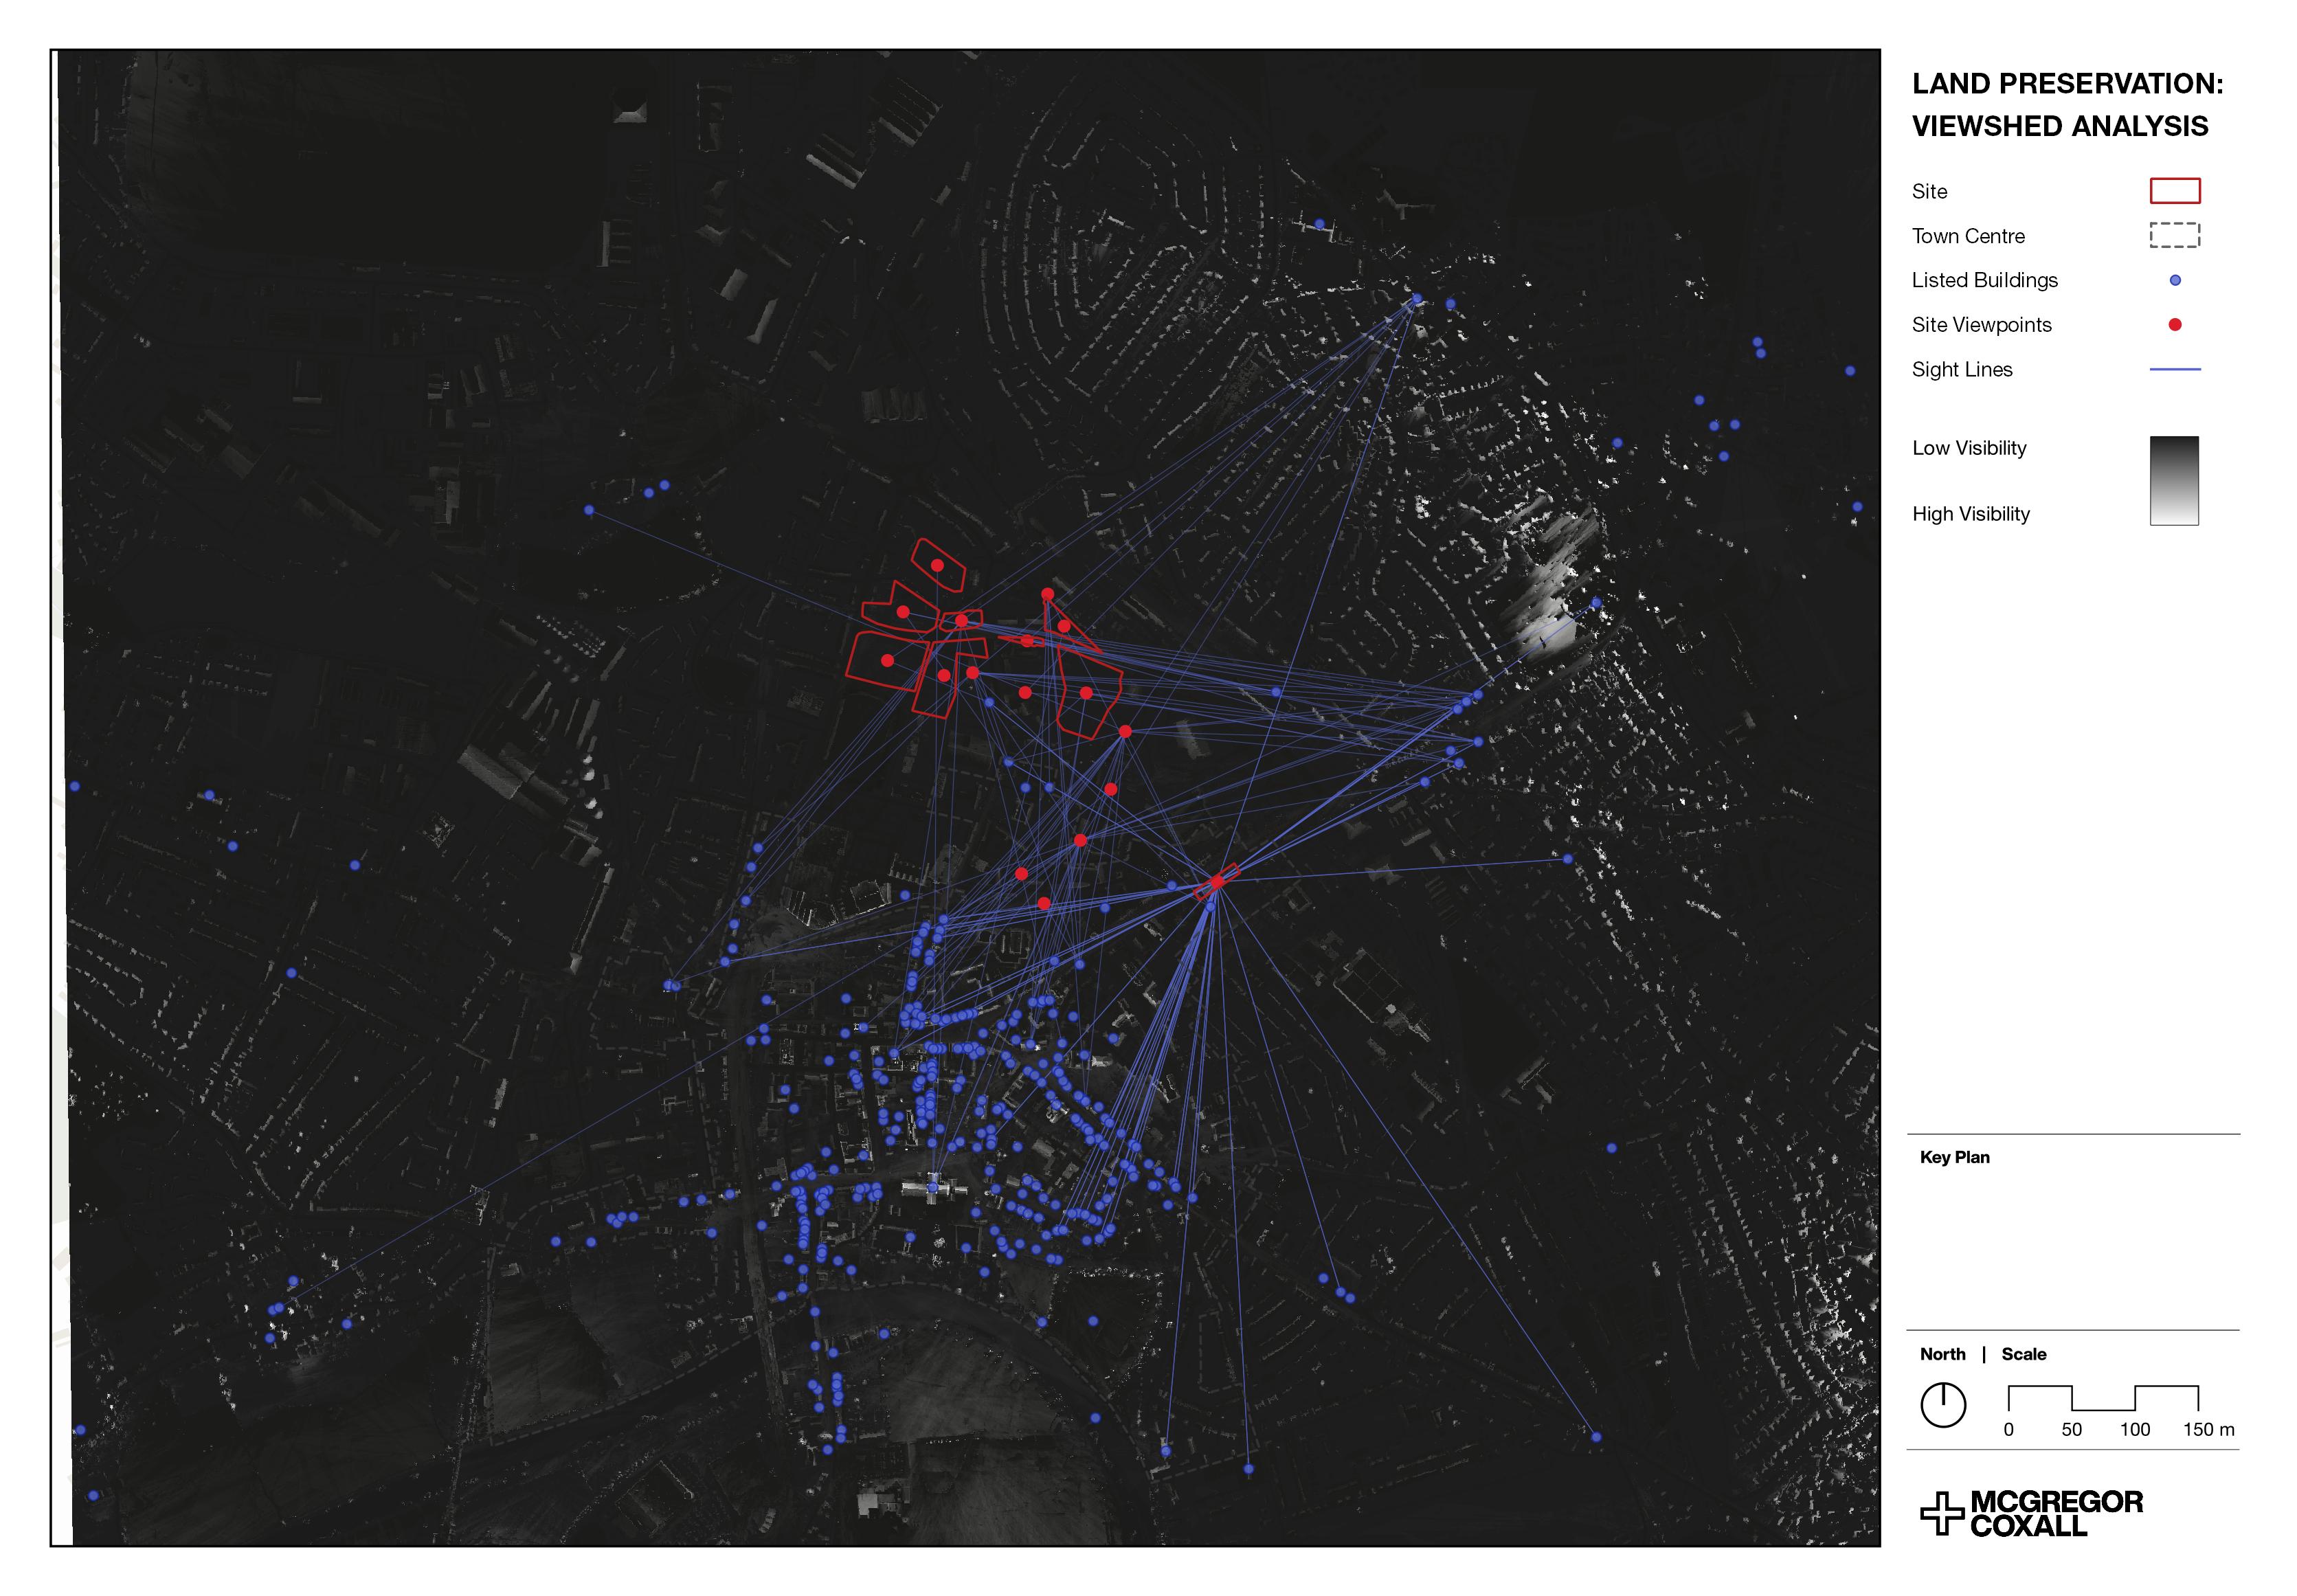 LAND PRESERVATION:
VIEWSHED ANALYSIS
Site
Town Centre
Listed Buildings
Site Viewpoints
Sight Lines
Low Visibility
High Visibility
Key Plan
North | Scale
0 50 100 150 m
MCGREGOR
COXALL